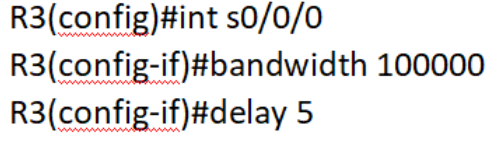 R3(config)#int s0/0/0
R3(config-if)#bandwidth 100000
R3(config-if)#delay 5